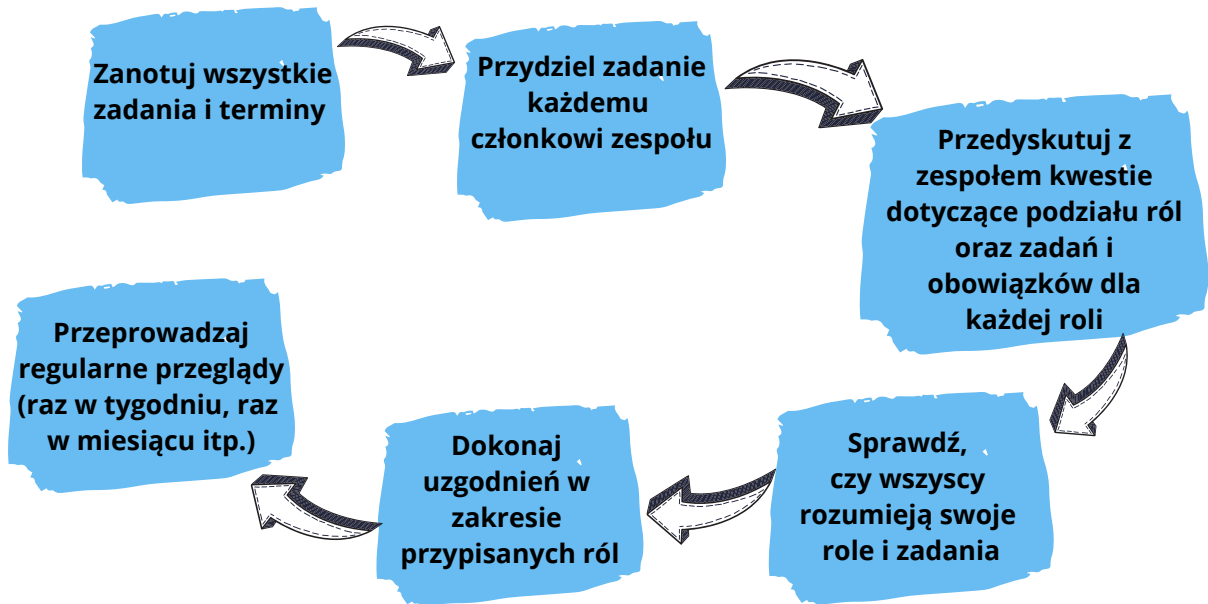 Zanotuj wszystkie
zadania i terminy
Przydziel zadanie
każdemu
członkowi zespołu
Przedyskutuj z
zespołem kwestie
dotyczące podziału ról
oraz zadań i
obowiązków dla
każdej roli
Sprawdź,
czy wszyscy
rozumieją swoje
role i zadania
Dokonaj
uzgodnień w
zakresie
przypisanych ról
Przeprowadzaj
regularne przeglądy
(raz w tygodniu, raz
w miesiącu itp.)